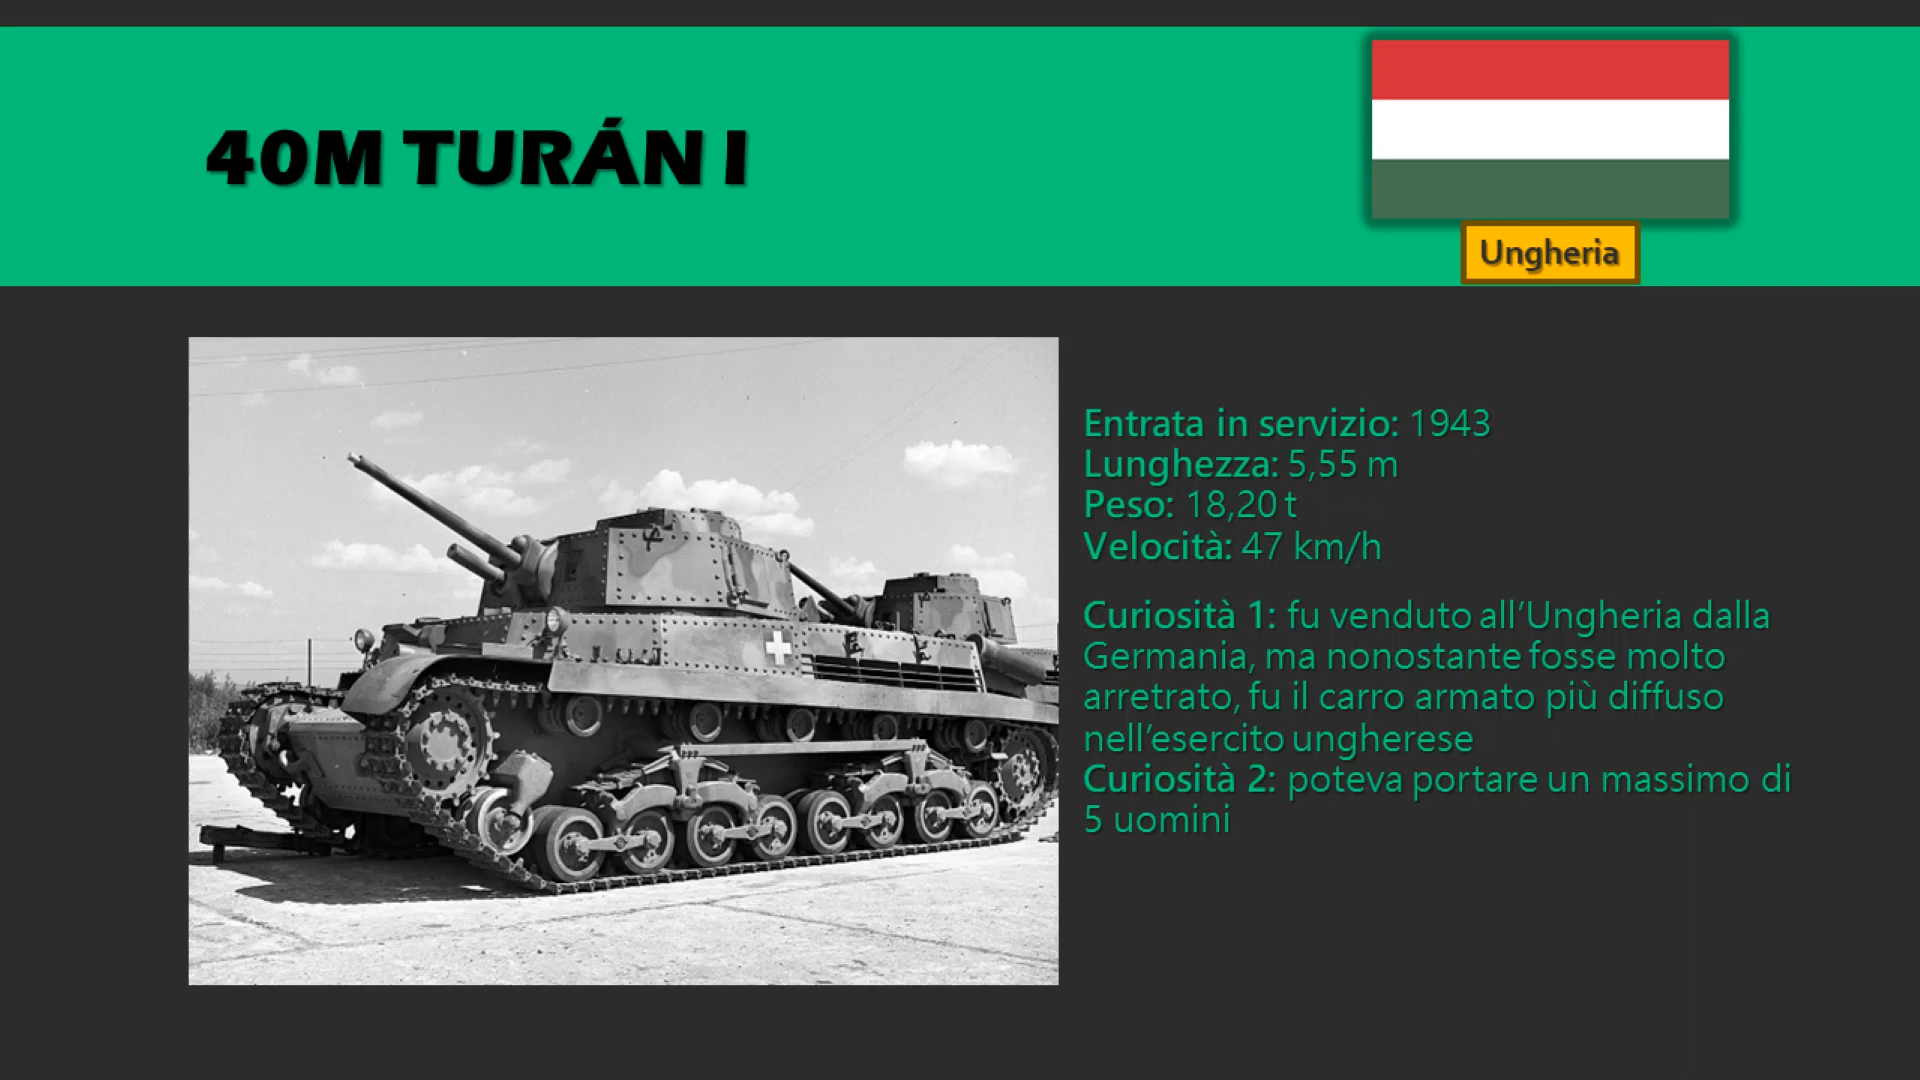 40M TURÁN I
Ungheria
Entrata in servizio: 1943
Lunghezza: 5,55 m
Peso: 18,20 t
Velocità: 47 km/h
Curiosità 1: fu venduto all’Ungheria dalla
Germania, ma nonostante fosse molto
arretrato, fu il carro armato più diffuso
nell’esercito ungherese
Curiosità 2: poteva portare un massimo di
5 uomini